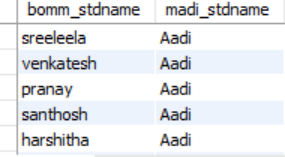 bomm_stdname madi_stdname
sreeleela Aadi
venkatesh Aadi
pranay Aadi
santhosh Aadi
harshitha Aadi